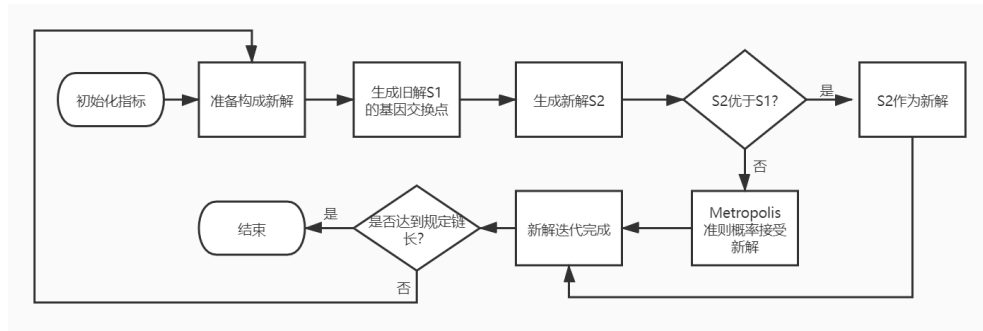 初始化指标
准备构成新解
生成旧解S1
的基因交换点
生成新解S2
S2优于S1?
是
S2作为新解
否
Metropolis
准则概率接受
新解
新解迭代完成
是否达到规定链
长?
是
结束
否